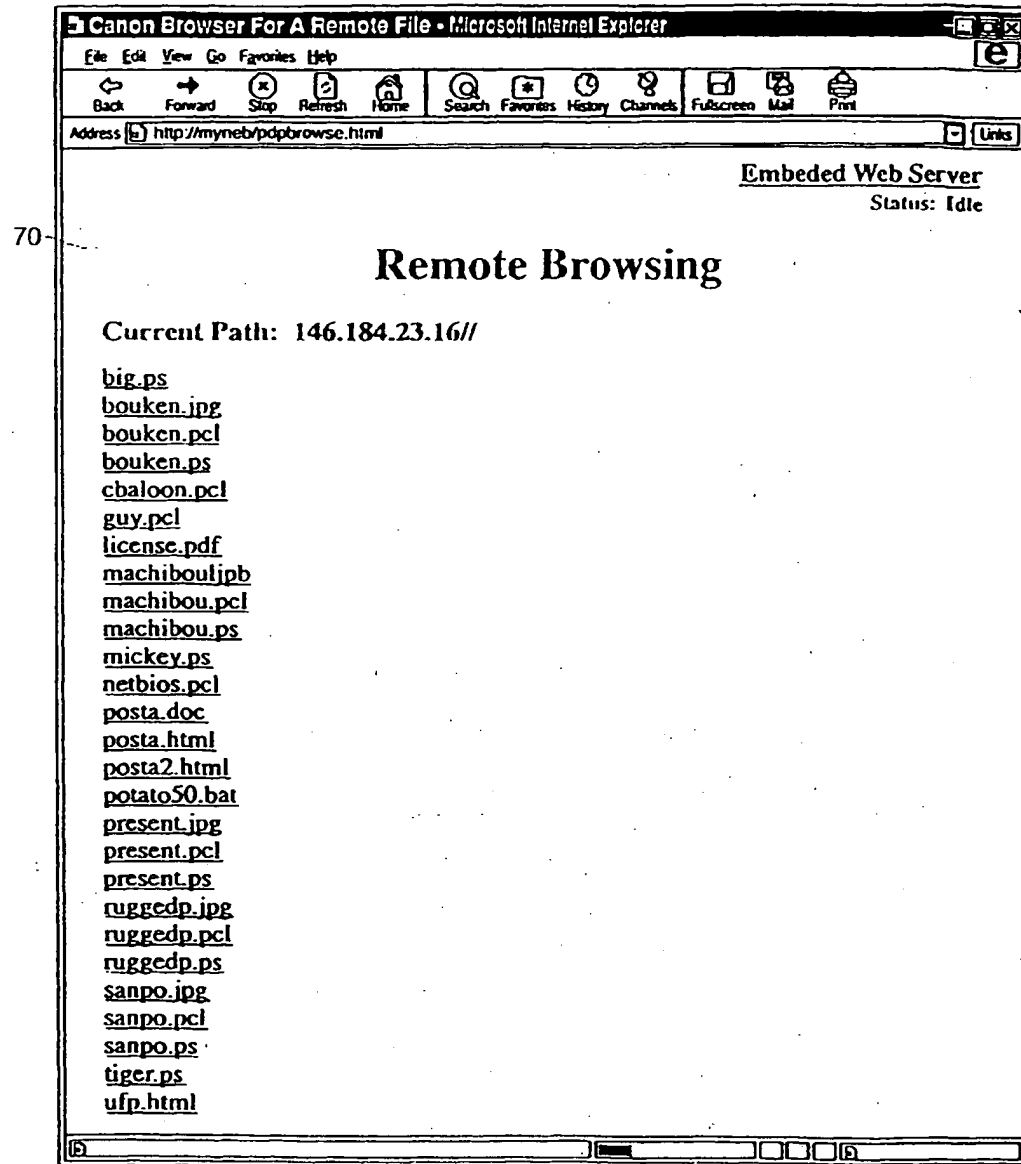 Canon Browser For A Remote File - Microsoft Internet Explorer
File Edit View Go Favorites Help
Back Forward Stop Refresh Home Search Favorites History Channels Fullscreen Mail Print
Address http://myneb/pdpbrowse.html Links
Embeded Web Server
Status: Idle
70
Remote Browsing
Current Path: 146.184.23.16//
big.ps
bouken.jpg
bouken.pcl
bouken.ps
cbaloon.pcl
guy.pcl
license.pdf
machibouljpb
machibou.pcl
machibou.ps
mickey.ps
netbios.pcl
posta.doc
posta.html
posta2.html
potato50.bat
present.jpg
present.pcl
present.ps
ruggedp.jpg
ruggedp.pcl
ruggedp.ps
sanpo.jpg
sanpo.pcl
sanpo.ps
tiger.ps
ufp.html